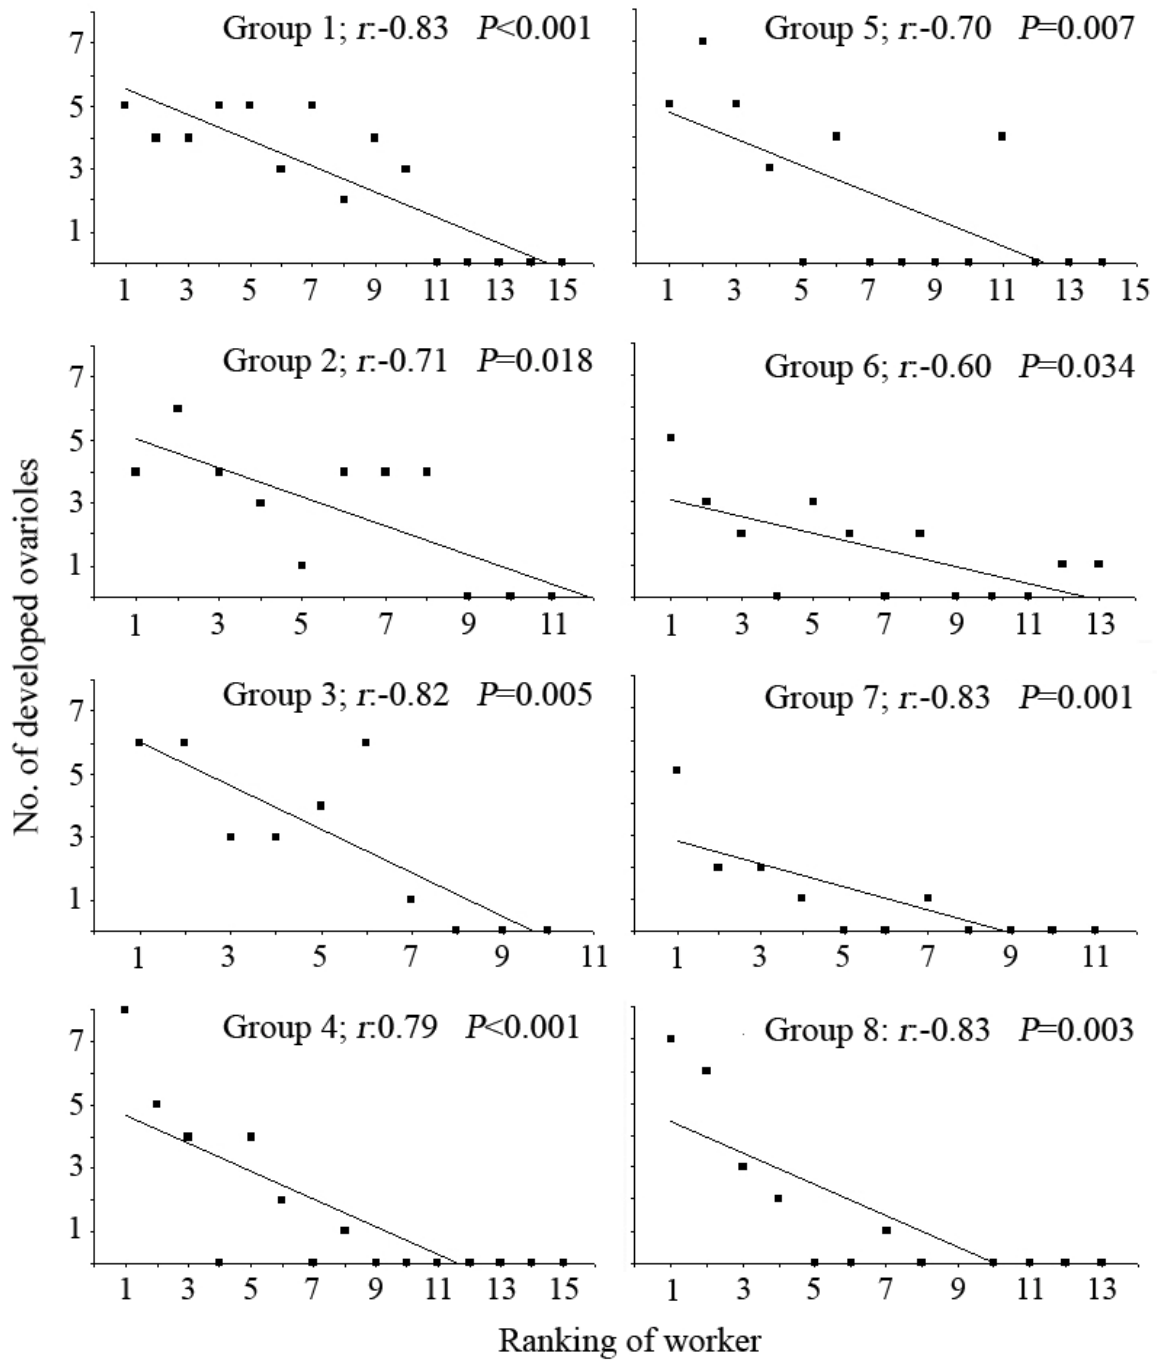 Group 1; r:-0.83 P<0.001
7
5
3
1
1 3 5 7 9 11 13 15
Group 5; r:-0.70 P=0.007
1 3 5 7 9 11 13 15
Group 2; r:-0.71 P=0.018
7
5
3
1
1 3 5 7 9 11
Group 6; r:-0.60 P=0.034
1 3 5 7 9 11 13
Group 3; r:-0.82 P=0.005
7
5
3
1
1 3 5 7 9 11
Group 7; r:-0.83 P=0.001
1 3 5 7 9 11
Group 4; r:0.79 P<0.001
7
5
3
1
1 3 5 7 9 11 13 15
Group 8: r:-0.83 P=0.003
1 3 5 7 9 11 13
No. of developed ovarioles
Ranking of worker